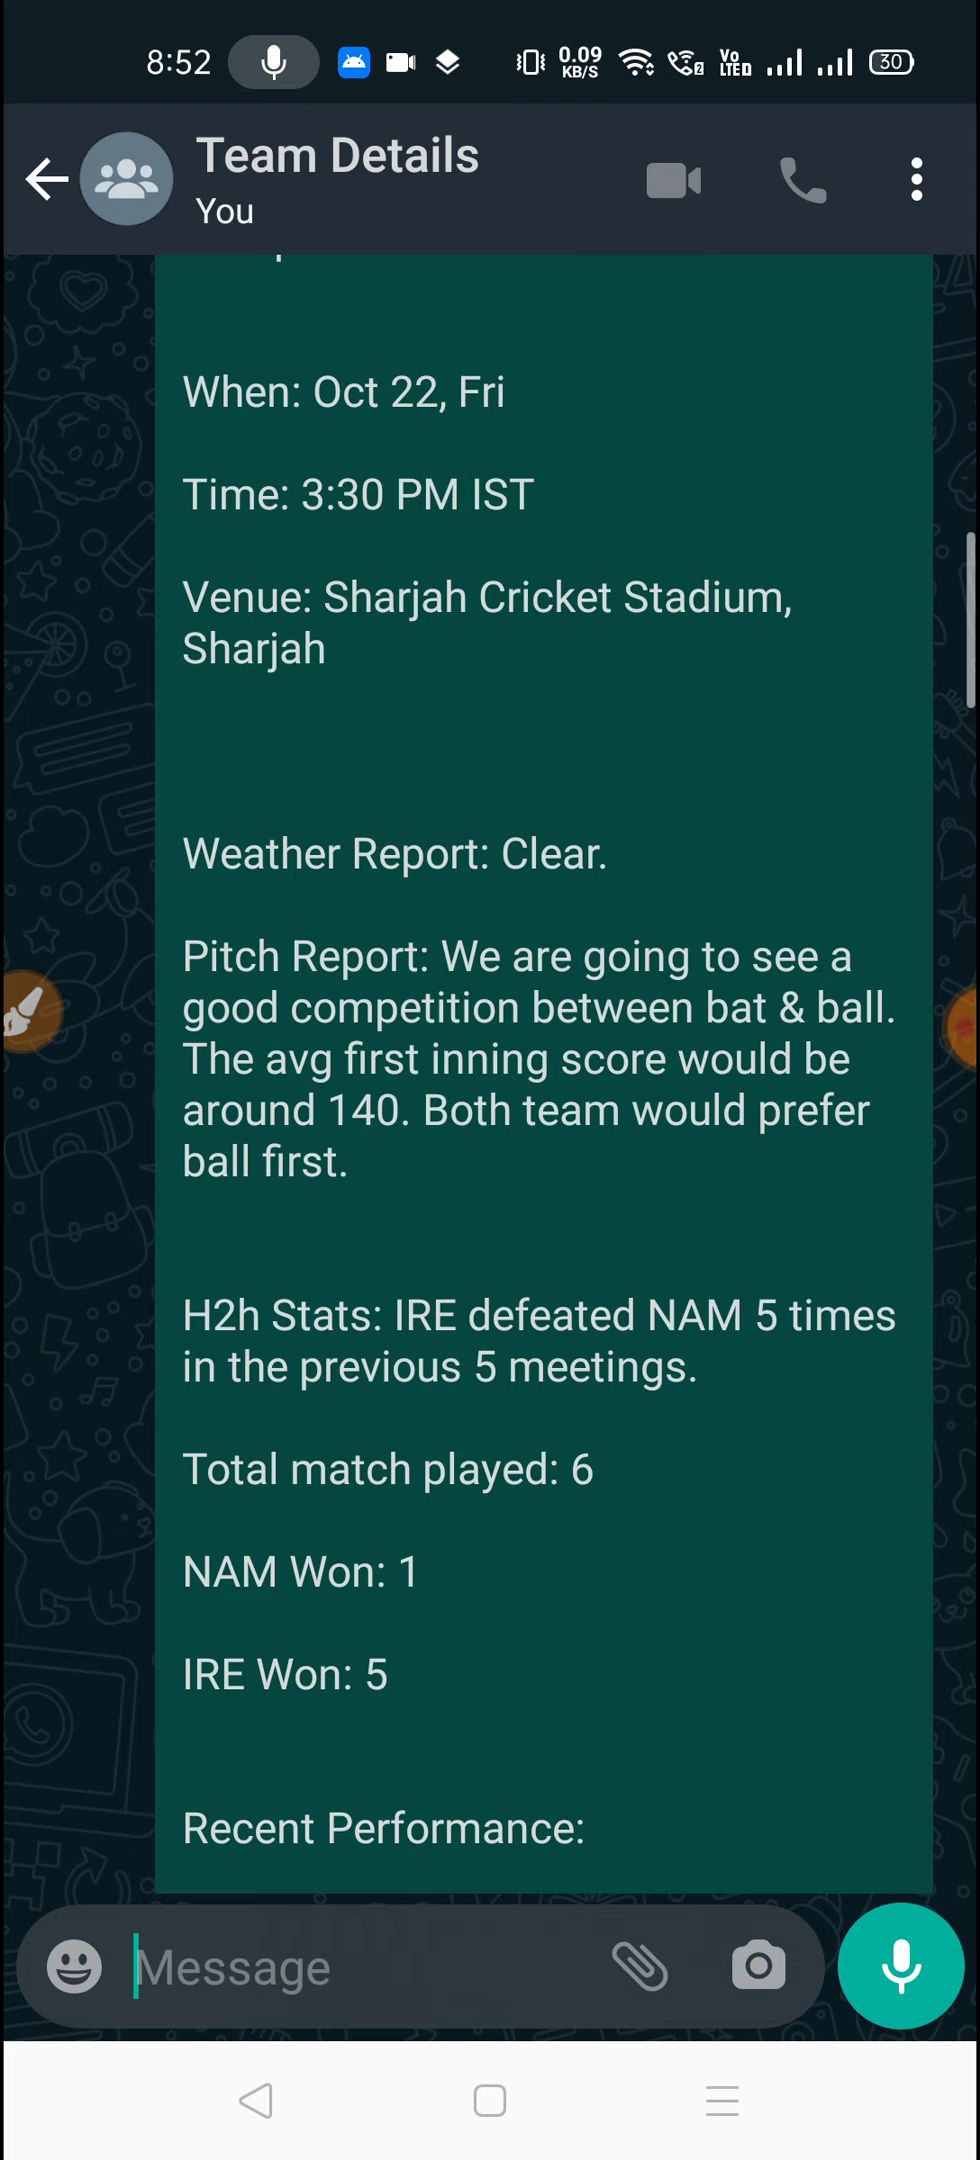 8:52
0.09
KB/S
Vo
LTED
30
Team Details
You
When: Oct 22, Fri
Time: 3:30 PM IST
Venue: Sharjah Cricket Stadium,
Sharjah
Weather Report: Clear.
Pitch Report: We are going to see a
good competition between bat & ball.
The avg first inning score would be
around 140. Both team would prefer
ball first.
H2h Stats: IRE defeated NAM 5 times
in the previous 5 meetings.
Total match played: 6
NAM Won: 1
IRE Won: 5
Recent Performance:
Message